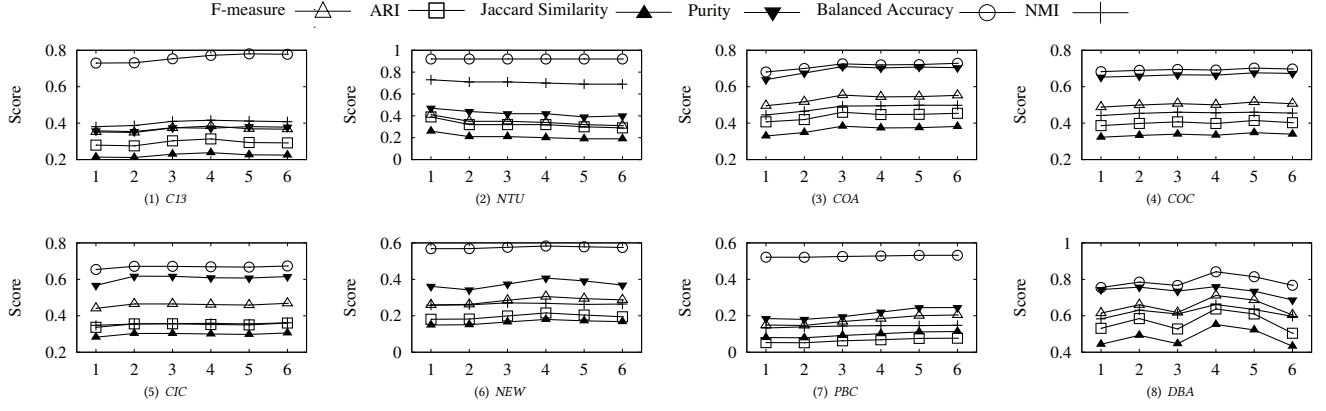 F-measure ARI Jaccard Similarity Purity Balanced Accuracy NMI
Score 0.8 0.6 0.4 0.2 1 2 3 4 5 6
(1) C13
Score 1 0.8 0.6 0.4 0.2 0 1 2 3 4 5 6
(2) NTU
Score 0.8 0.6 0.4 0.2 1 2 3 4 5 6
(3) COA
Score 0.8 0.6 0.4 0.2 1 2 3 4 5 6
(4) COC
Score 0.8 0.6 0.4 0.2 1 2 3 4 5 6
(5) CIC
Score 0.6 0.4 0.2 0 1 2 3 4 5 6
(6) NEW
Score 0.6 0.4 0.2 0 1 2 3 4 5 6
(7) PBC
Score 1 0.8 0.6 0.4 1 2 3 4 5 6
(8) DBA